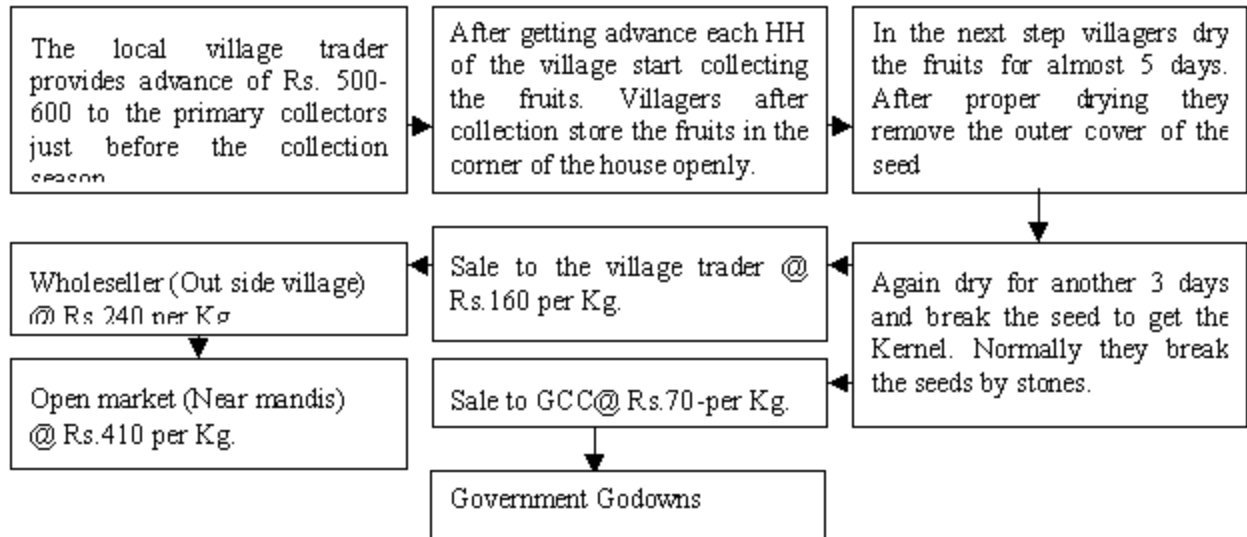 The local village trader
provides advance of Rs. 500-
600 to the primary collectors
just before the collection
season
After getting advance each HH
of the village start collecting
the fruits. Villagers after
collection store the fruits in the
corner of the house openly.
In the next step villagers dry
the fruits for almost 5 days.
After proper drying they
remove the outer cover of the
seed
Again dry for another 3 days
and break the seed to get the
Kernel. Normally they break
the seeds by stones.
Sale to the village trader @
Rs.160 per Kg.
Wholeseller (Out side village)
@ Rs.240 per Kg
Open market (Near mandis)
@ Rs.410 per Kg.
Sale to GCC@ Rs.70-per Kg.
Government Godowns